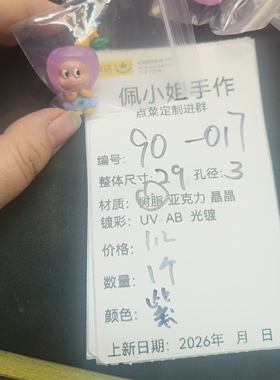 佩小姐手作
点菜定制进群
编号: 90-017
整体尺寸: 29 孔径: 3
材质: 树脂 亚克力 晶晶
镀彩: UV AB 光镀
价格: 112
数量: 1个
颜色: 紫
上新日期: 2026年 月 日